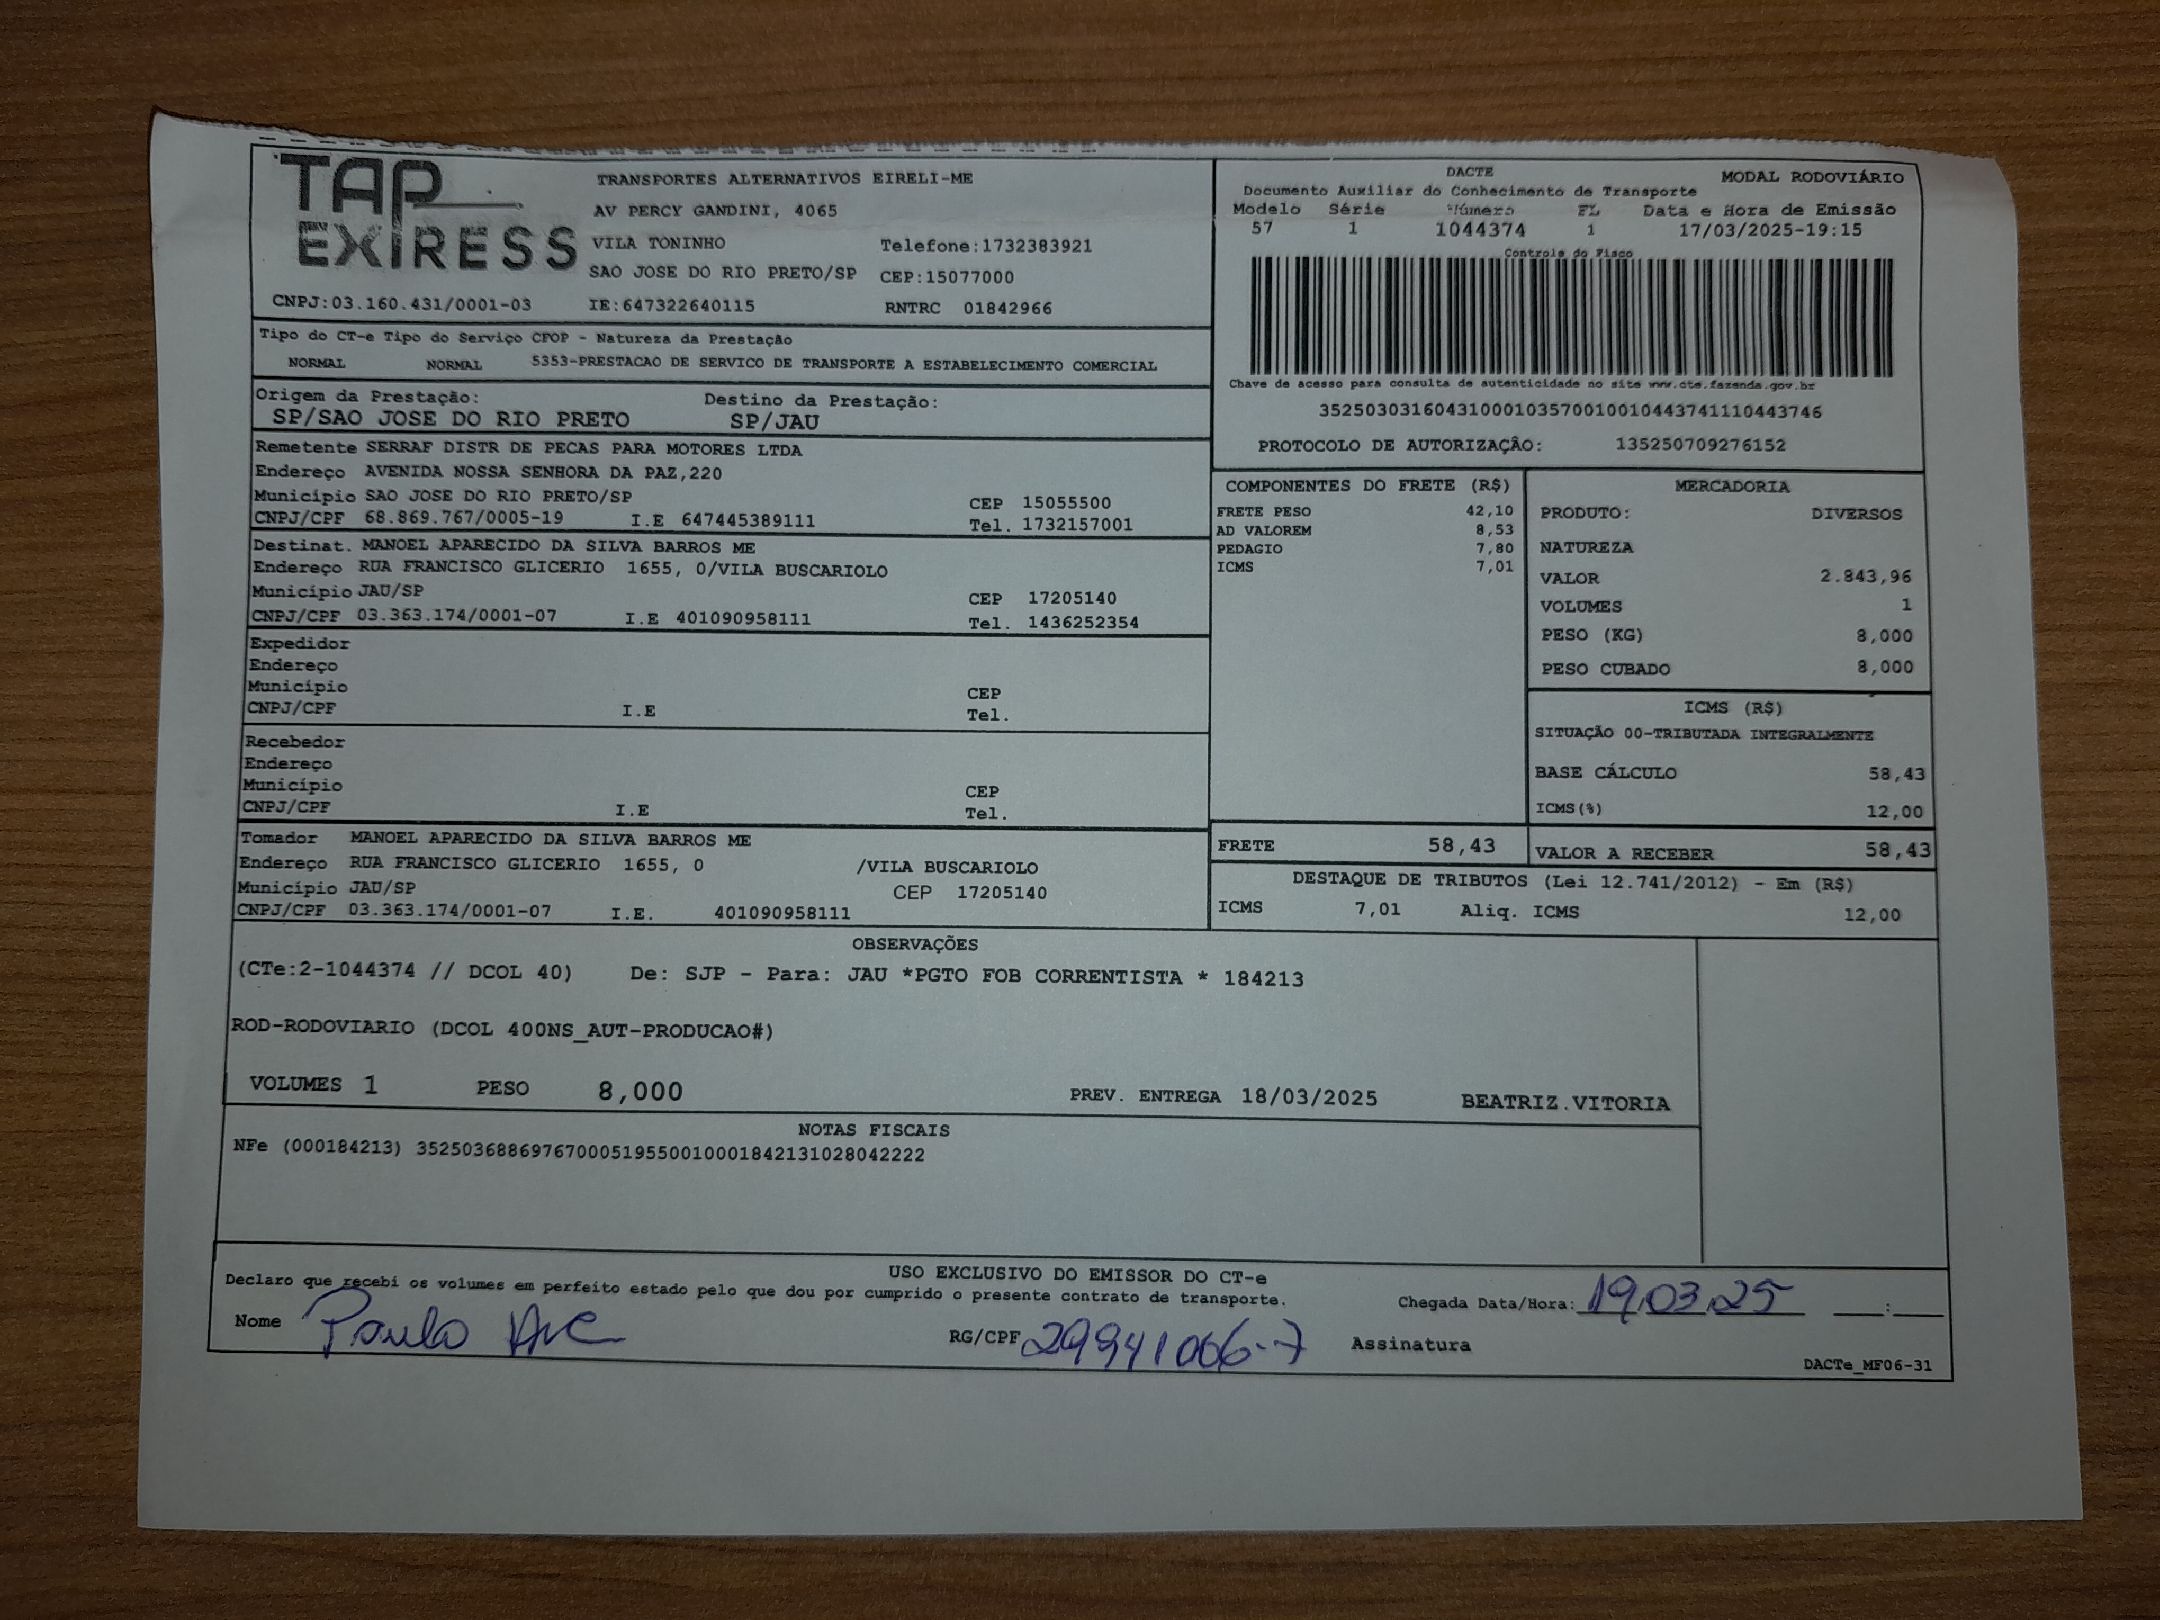 TAP
EXPRESS
TRANSPORTES ALTERNATIVOS EIRELI-ME
AV PERCY GANDINI, 4065
VILA TONINHO Telefone:1732383921
SAO JOSE DO RIO PRETO/SP CEP:15077000
CNPJ:03.160.431/0001-03 IE:647322640115 RNTRC 01842966
DACTE MODAL RODOVIÁRIO
Documento Auxiliar do Conhecimento de Transporte
Modelo Série Número FL Data e Hora de Emissão
57 1 1044374 1 17/03/2025-19:15
Controle do Fisco
Chave de acesso para consulta de autenticidade no site www.cte.fazenda.gov.br
35250303160431000103570010010443741110443746
PROTOCOLO DE AUTORIZAÇÃO: 135250709276152
Tipo do CT-e Tipo do Serviço CFOP - Natureza da Prestação
NORMAL NORMAL 5353-PRESTACAO DE SERVICO DE TRANSPORTE A ESTABELECIMENTO COMERCIAL
Origem da Prestação: Destino da Prestação:
SP/SAO JOSE DO RIO PRETO SP/JAU
Remetente SERRAF DISTR DE PECAS PARA MOTORES LTDA
Endereço AVENIDA NOSSA SENHORA DA PAZ,220
Município SAO JOSE DO RIO PRETO/SP CEP 15055500
CNPJ/CPF 68.869.767/0005-19 I.E 647445389111 Tel. 1732157001
Destinat. MANOEL APARECIDO DA SILVA BARROS ME
Endereço RUA FRANCISCO GLICERIO 1655, 0/VILA BUSCARIOLO
Município JAU/SP CEP 17205140
CNPJ/CPF 03.363.174/0001-07 I.E 401090958111 Tel. 1436252354
Expedidor
Endereço
Município CEP
CNPJ/CPF I.E Tel.
Recebedor
Endereço
Município CEP
CNPJ/CPF I.E Tel.
Tomador MANOEL APARECIDO DA SILVA BARROS ME
Endereço RUA FRANCISCO GLICERIO 1655, 0 /VILA BUSCARIOLO
Município JAU/SP CEP 17205140
CNPJ/CPF 03.363.174/0001-07 I.E. 401090958111
COMPONENTES DO FRETE (R$)
FRETE PESO 42,10
AD VALOREM 8,53
PEDAGIO 7,80
ICMS 7,01
MERCADORIA
PRODUTO: DIVERSOS
NATUREZA
VALOR 2.843,96
VOLUMES 1
PESO (KG) 8,000
PESO CUBADO 8,000
ICMS (R$)
SITUAÇÃO 00-TRIBUTADA INTEGRALMENTE
BASE CÁLCULO 58,43
ICMS(%) 12,00
FRETE 58,43 VALOR A RECEBER 58,43
DESTAQUE DE TRIBUTOS (Lei 12.741/2012) - Em (R$)
ICMS 7,01 Aliq. ICMS 12,00
OBSERVAÇÕES
(CTe:2-1044374 // DCOL 40) De: SJP - Para: JAU *PGTO FOB CORRENTISTA * 184213
ROD-RODOVIARIO (DCOL 400NS_AUT-PRODUCAO#)
VOLUMES 1 PESO 8,000 PREV. ENTREGA 18/03/2025 BEATRIZ.VITORIA
NOTAS FISCAIS
NFe (000184213) 35250368869767000519550010001842131028042222
USO EXCLUSIVO DO EMISSOR DO CT-e
Declaro que recebi os volumes em perfeito estado pelo que dou por cumprido o presente contrato de transporte.
Chegada Data/Hora: 19,03,25 __:__
Nome Paulo RG/CPF 29941006-7 Assinatura
DACTe_MF06-31